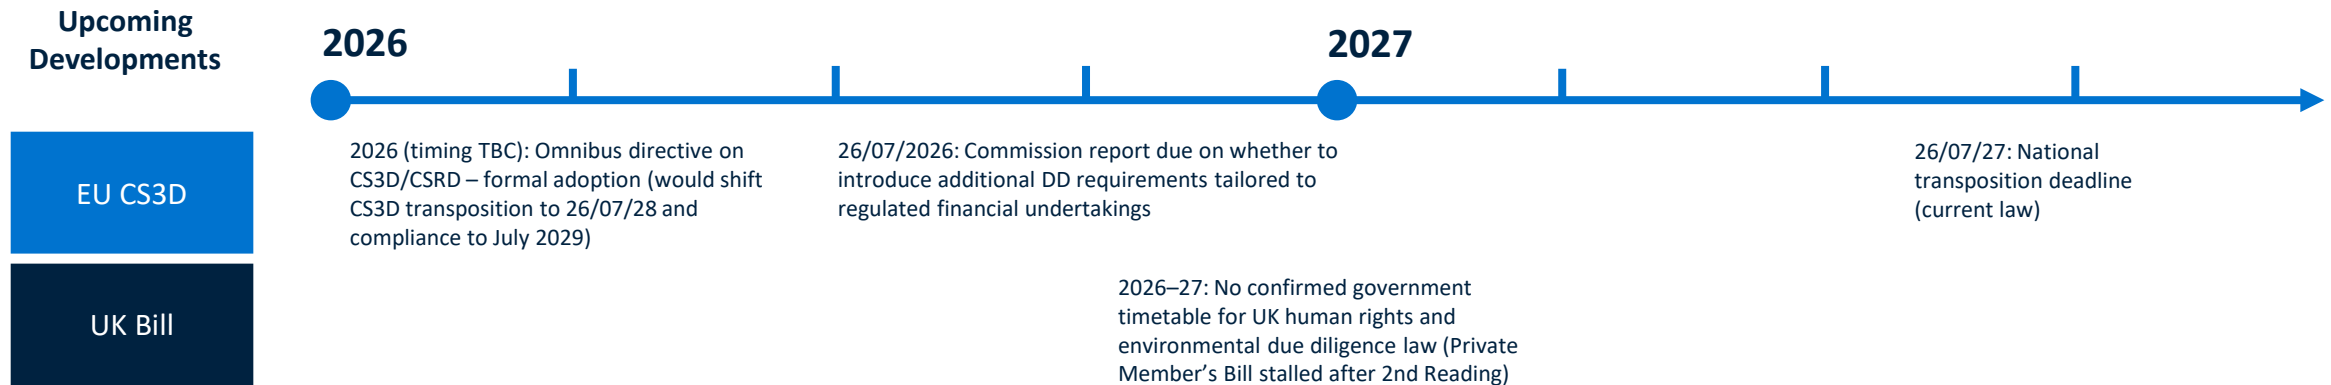 Upcoming
Developments
2026
2027
EU CS3D
2026 (timing TBC): Omnibus directive on
CS3D/CSRD – formal adoption (would shift
CS3D transposition to 26/07/28 and
compliance to July 2029)
26/07/2026: Commission report due on whether to
introduce additional DD requirements tailored to
regulated financial undertakings
26/07/27: National
transposition deadline
(current law)
UK Bill
2026–27: No confirmed government
timetable for UK human rights and
environmental due diligence law (Private
Member’s Bill stalled after 2nd Reading)